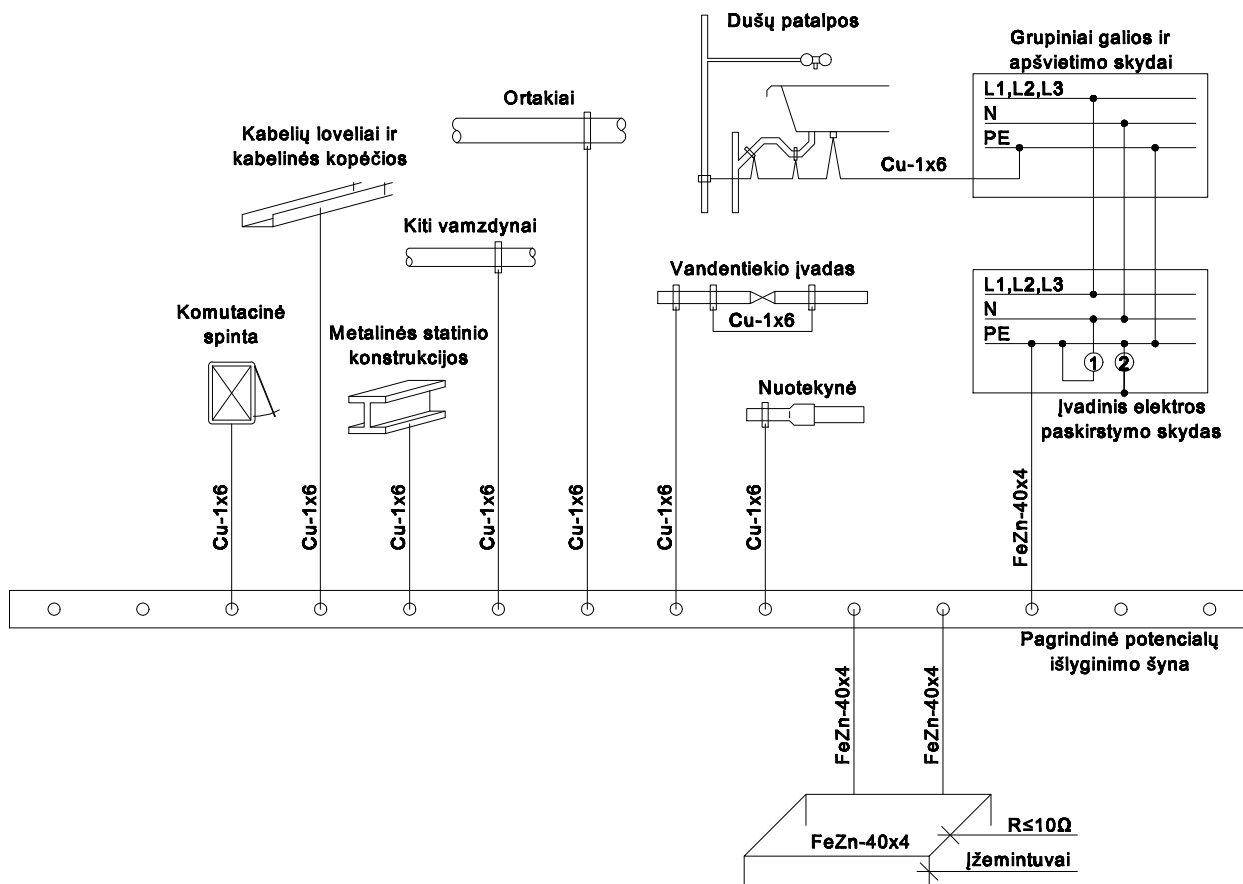 Dušų patalpos
Grupiniai galios ir
apšvietimo skydai
L1,L2,L3
N
PE
Ortakiai
Kabelių loveliai ir
kabelinės kopėčios
Cu-1x6
Kiti vamzdynai
Vandentiekio įvadas
Cu-1x6
L1,L2,L3
N
PE
1
2
Įvadinis elektros
paskirstymo skydas
Komutacinė
spinta
Metalinės statinio
konstrukcijos
Nuotekynė
Cu-1x6
Cu-1x6
Cu-1x6
Cu-1x6
Cu-1x6
Cu-1x6
Cu-1x6
FeZn-40x4
Pagrindinė potencialų
išlyginimo šyna
FeZn-40x4
FeZn-40x4
FeZn-40x4
R≤10Ω
Įžemintuvai